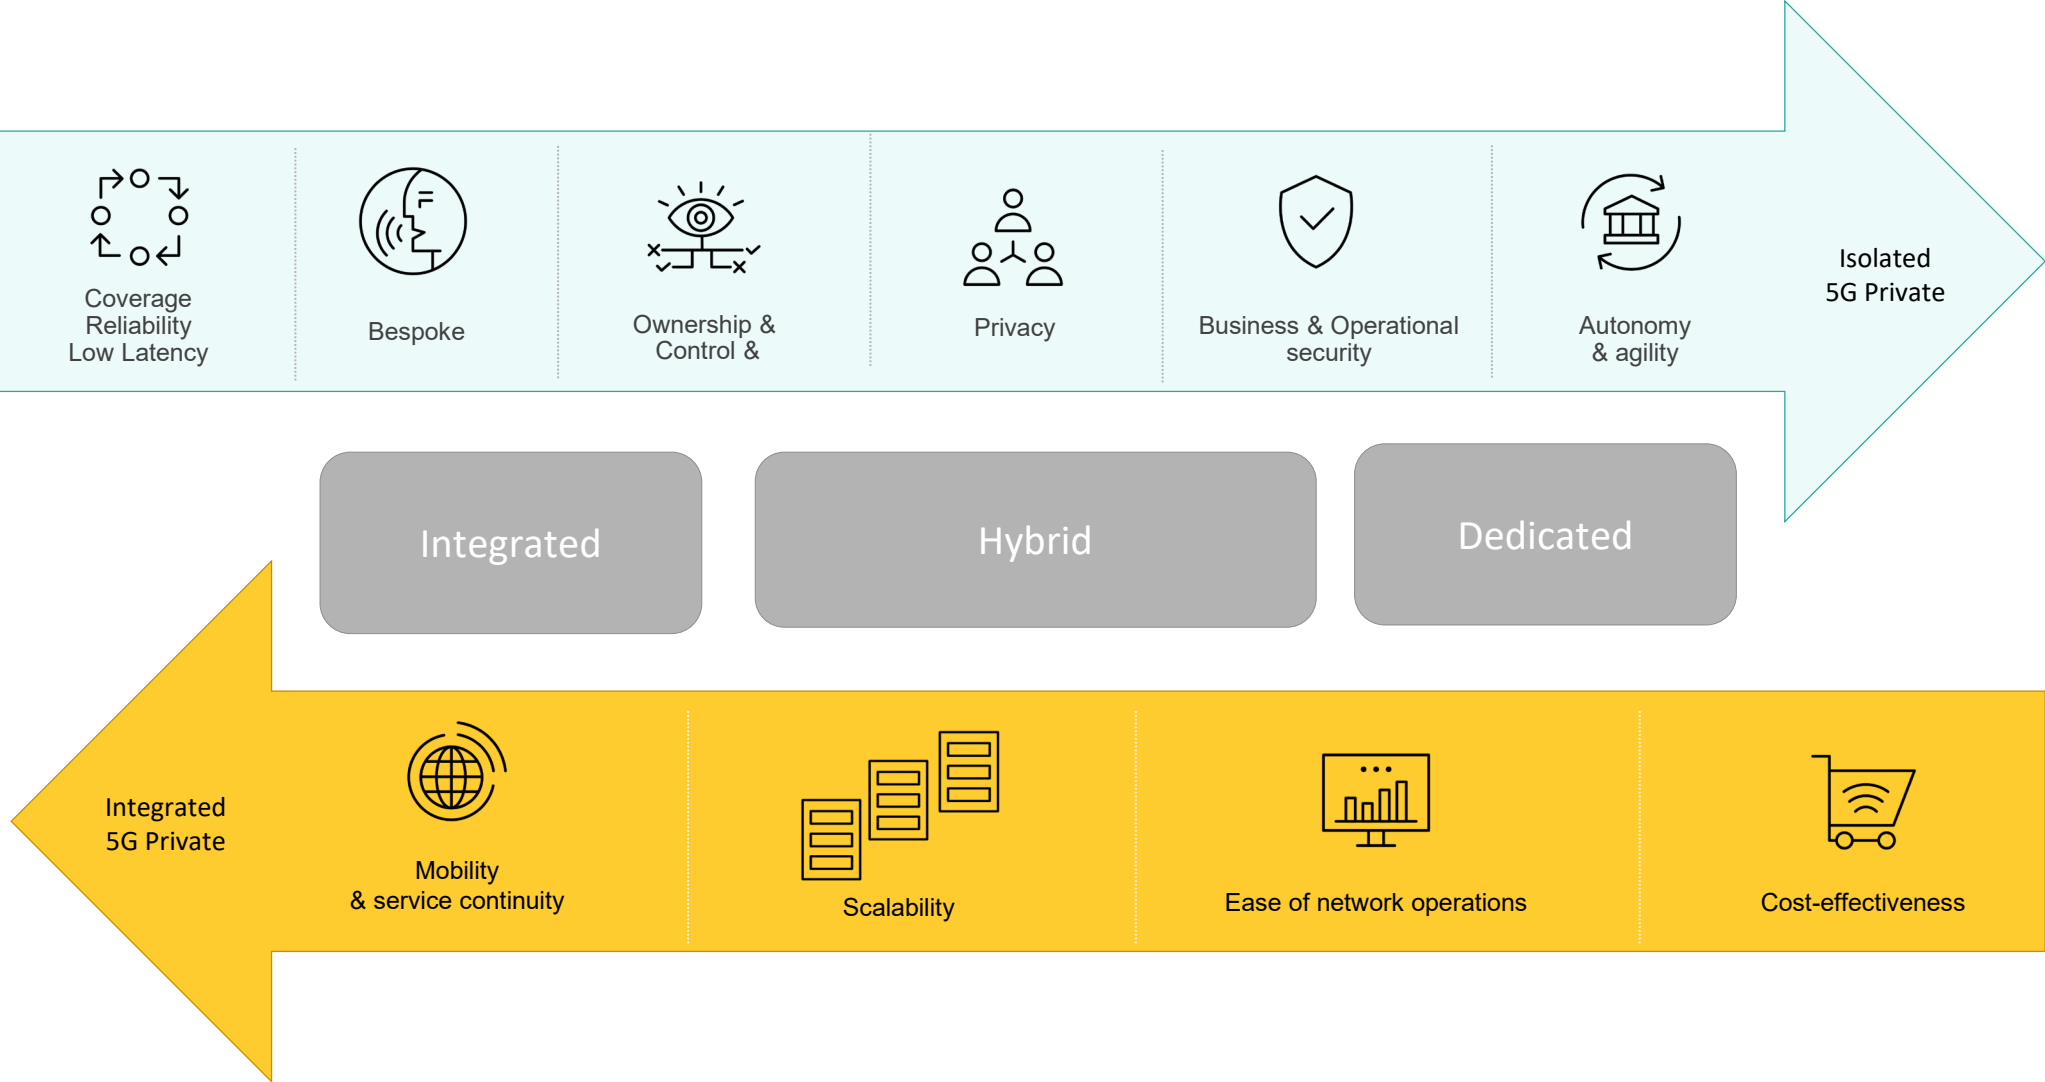 Coverage
Reliability
Low Latency
Bespoke
Ownership &
Control &
Privacy
Business & Operational
security
Autonomy
& agility
Isolated
5G Private
Integrated
Hybrid
Dedicated
Integrated
5G Private
Mobility
& service continuity
Scalability
Ease of network operations
Cost-effectiveness